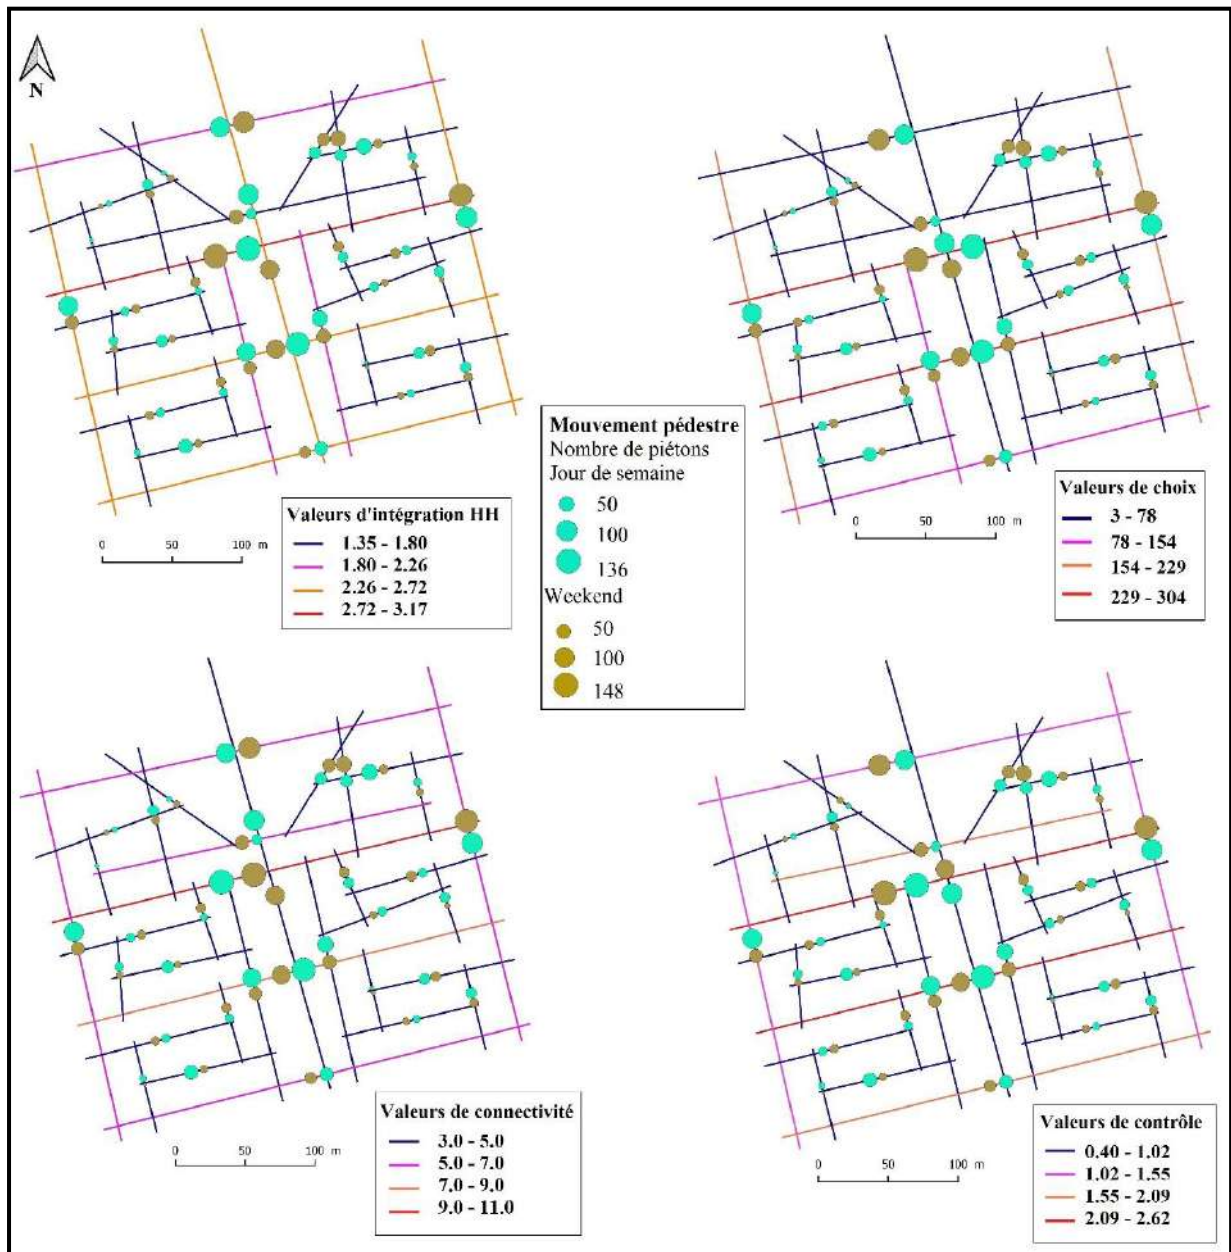 N
Valeurs d'intégration HH
1.35 - 1.80
1.80 - 2.26
2.26 - 2.72
2.72 - 3.17
0 50 100 m
Mouvement pédestre
Nombre de piétons
Jour de semaine
50
100
136
Weekend
50
100
148
Valeurs de choix
3 - 78
78 - 154
154 - 229
229 - 304
0 50 100 m
Valeurs de connectivité
3.0 - 5.0
5.0 - 7.0
7.0 - 9.0
9.0 - 11.0
0 50 100 m
Valeurs de contrôle
0.40 - 1.02
1.02 - 1.55
1.55 - 2.09
2.09 - 2.62
0 50 100 m